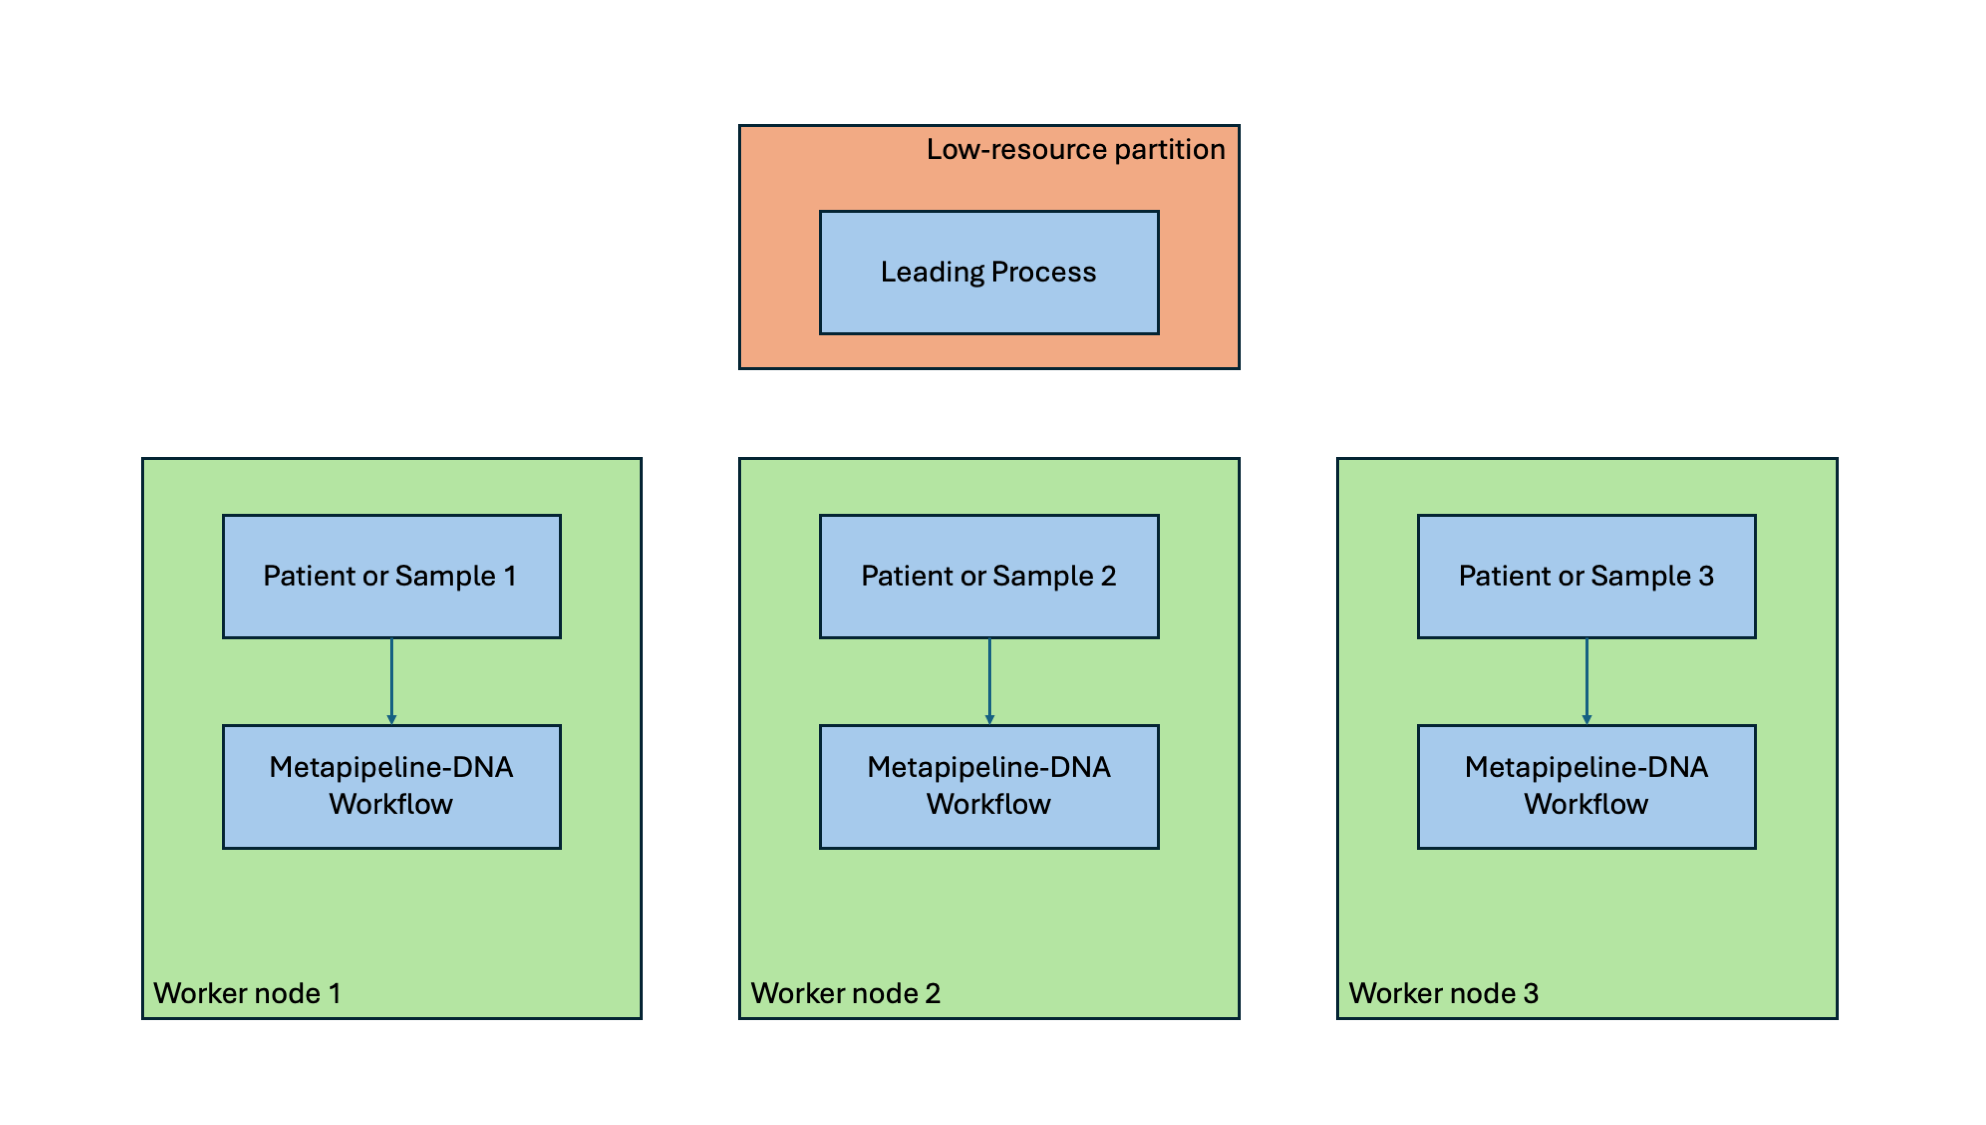 Low-resource partition
Leading Process
Patient or Sample 1
Metapipeline-DNA
Workflow
Worker node 1
Patient or Sample 2
Metapipeline-DNA
Workflow
Worker node 2
Patient or Sample 3
Metapipeline-DNA
Workflow
Worker node 3